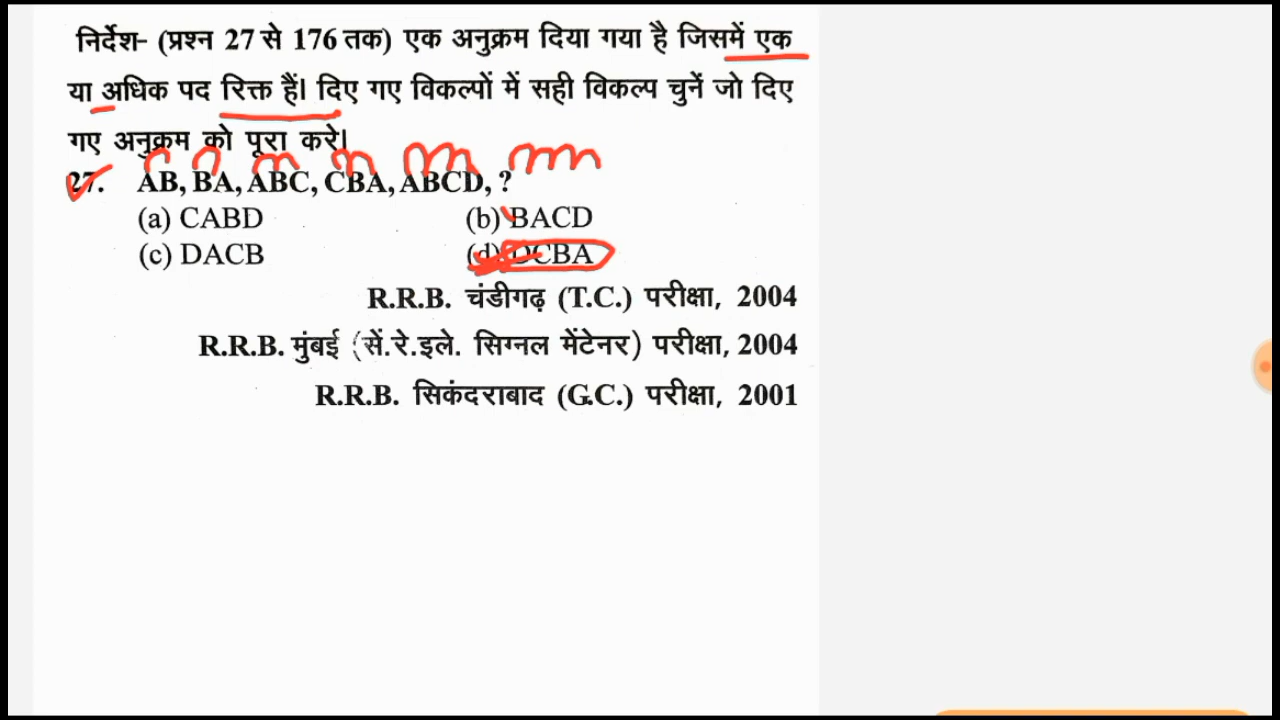 निर्देश- (प्रश्न 27 से 176 तक) एक अनुक्रम दिया गया है जिसमें एक
या अधिक पद रिक्त हैं। दिए गए विकल्पों में सही विकल्प चुनें जो दिए
गए अनुक्रम को पूरा करे।
27. AB, BA, ABC, CBA, ABCD, ?
(a) CABD (b) BACD
(c) DACB (d) DCBA
R.R.B. चंडीगढ़ (T.C.) परीक्षा, 2004
R.R.B. मुंबई (सें.रे.इले. सिग्नल मेंटेनर) परीक्षा, 2004
R.R.B. सिकंदराबाद (G.C.) परीक्षा, 2001